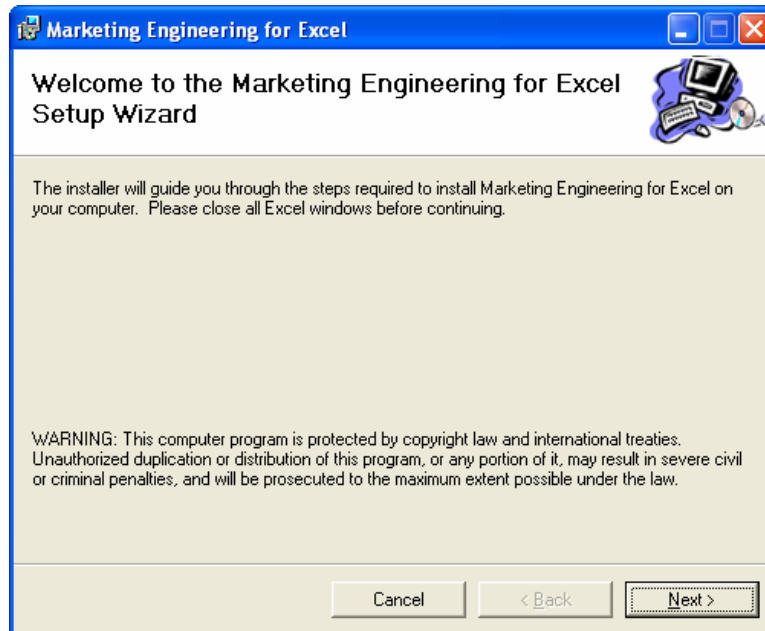 Marketing Engineering for Excel
Welcome to the Marketing Engineering for Excel
Setup Wizard
The installer will guide you through the steps required to install Marketing Engineering for Excel on
your computer.  Please close all Excel windows before continuing.
WARNING: This computer program is protected by copyright law and international treaties.
Unauthorized duplication or distribution of this program, or any portion of it, may result in severe civil
or criminal penalties, and will be prosecuted to the maximum extent possible under the law.
Cancel
< Back
Next >